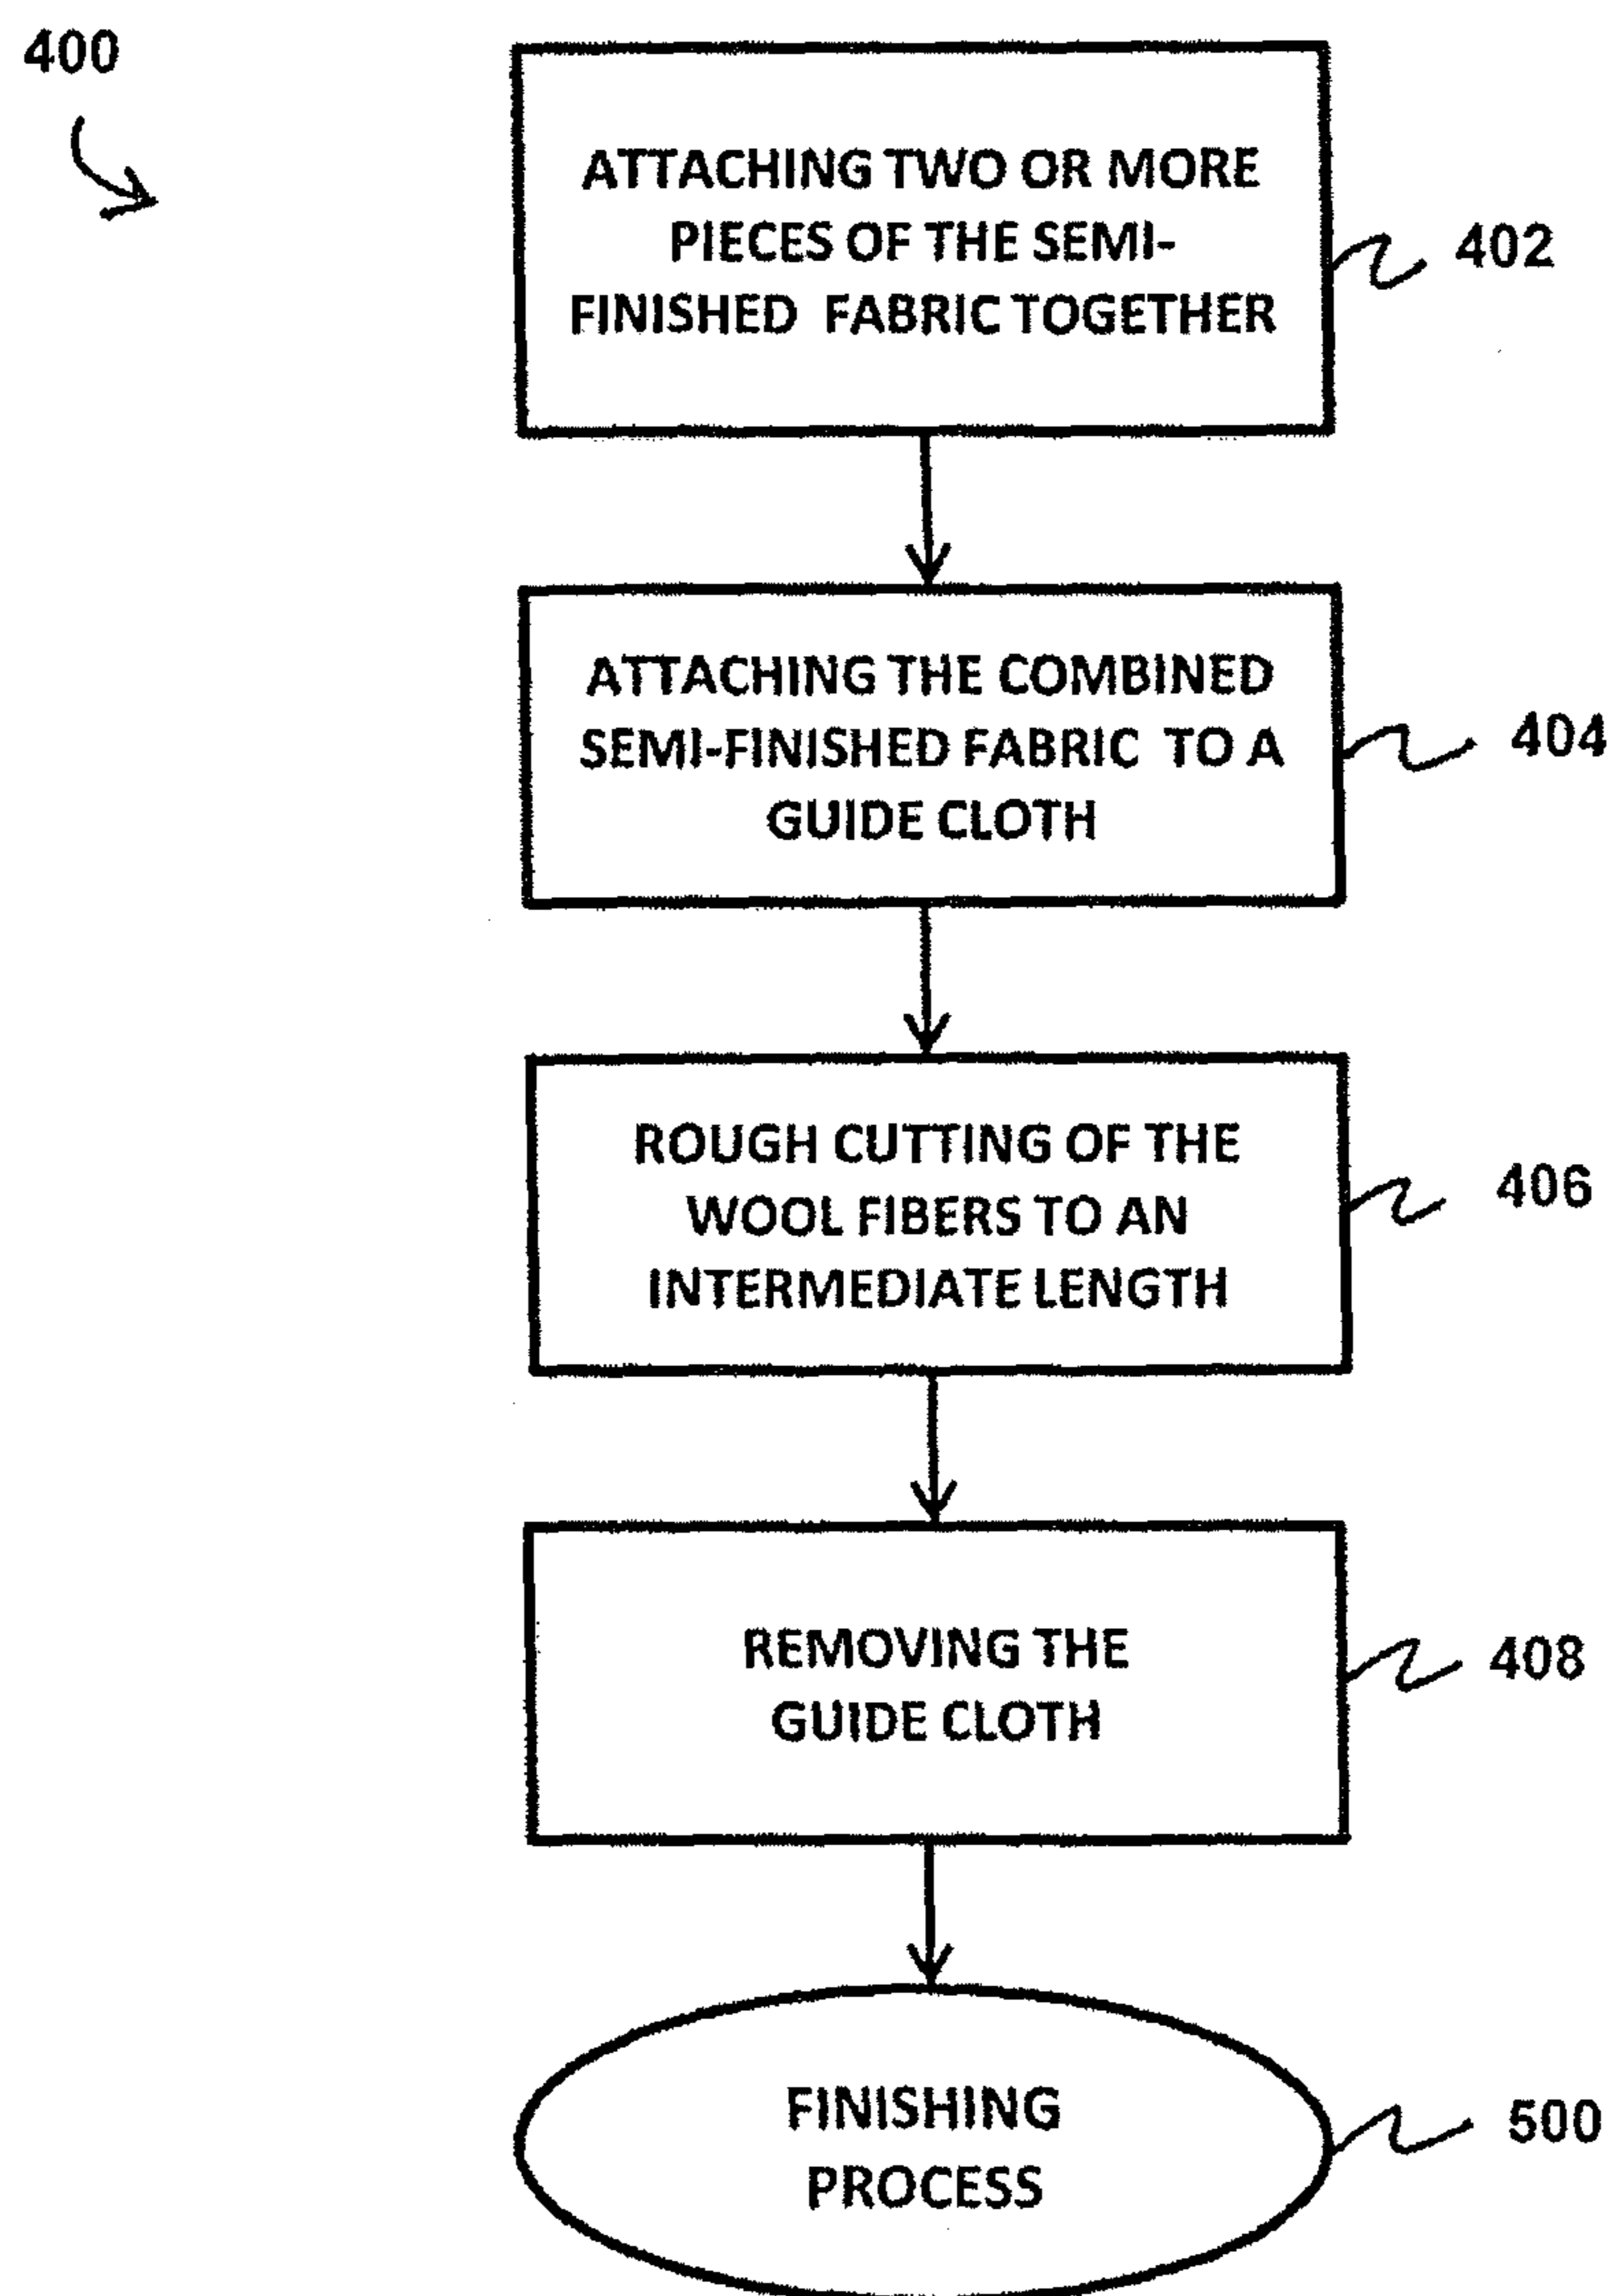 400
ATTACHING TWO OR MORE
PIECES OF THE SEMI-
FINISHED FABRIC TOGETHER
402
ATTACHING THE COMBINED
SEMI-FINISHED FABRIC TO A
GUIDE CLOTH
404
ROUGH CUTTING OF THE
WOOL FIBERS TO AN
INTERMEDIATE LENGTH
406
REMOVING THE
GUIDE CLOTH
408
FINISHING
PROCESS
500